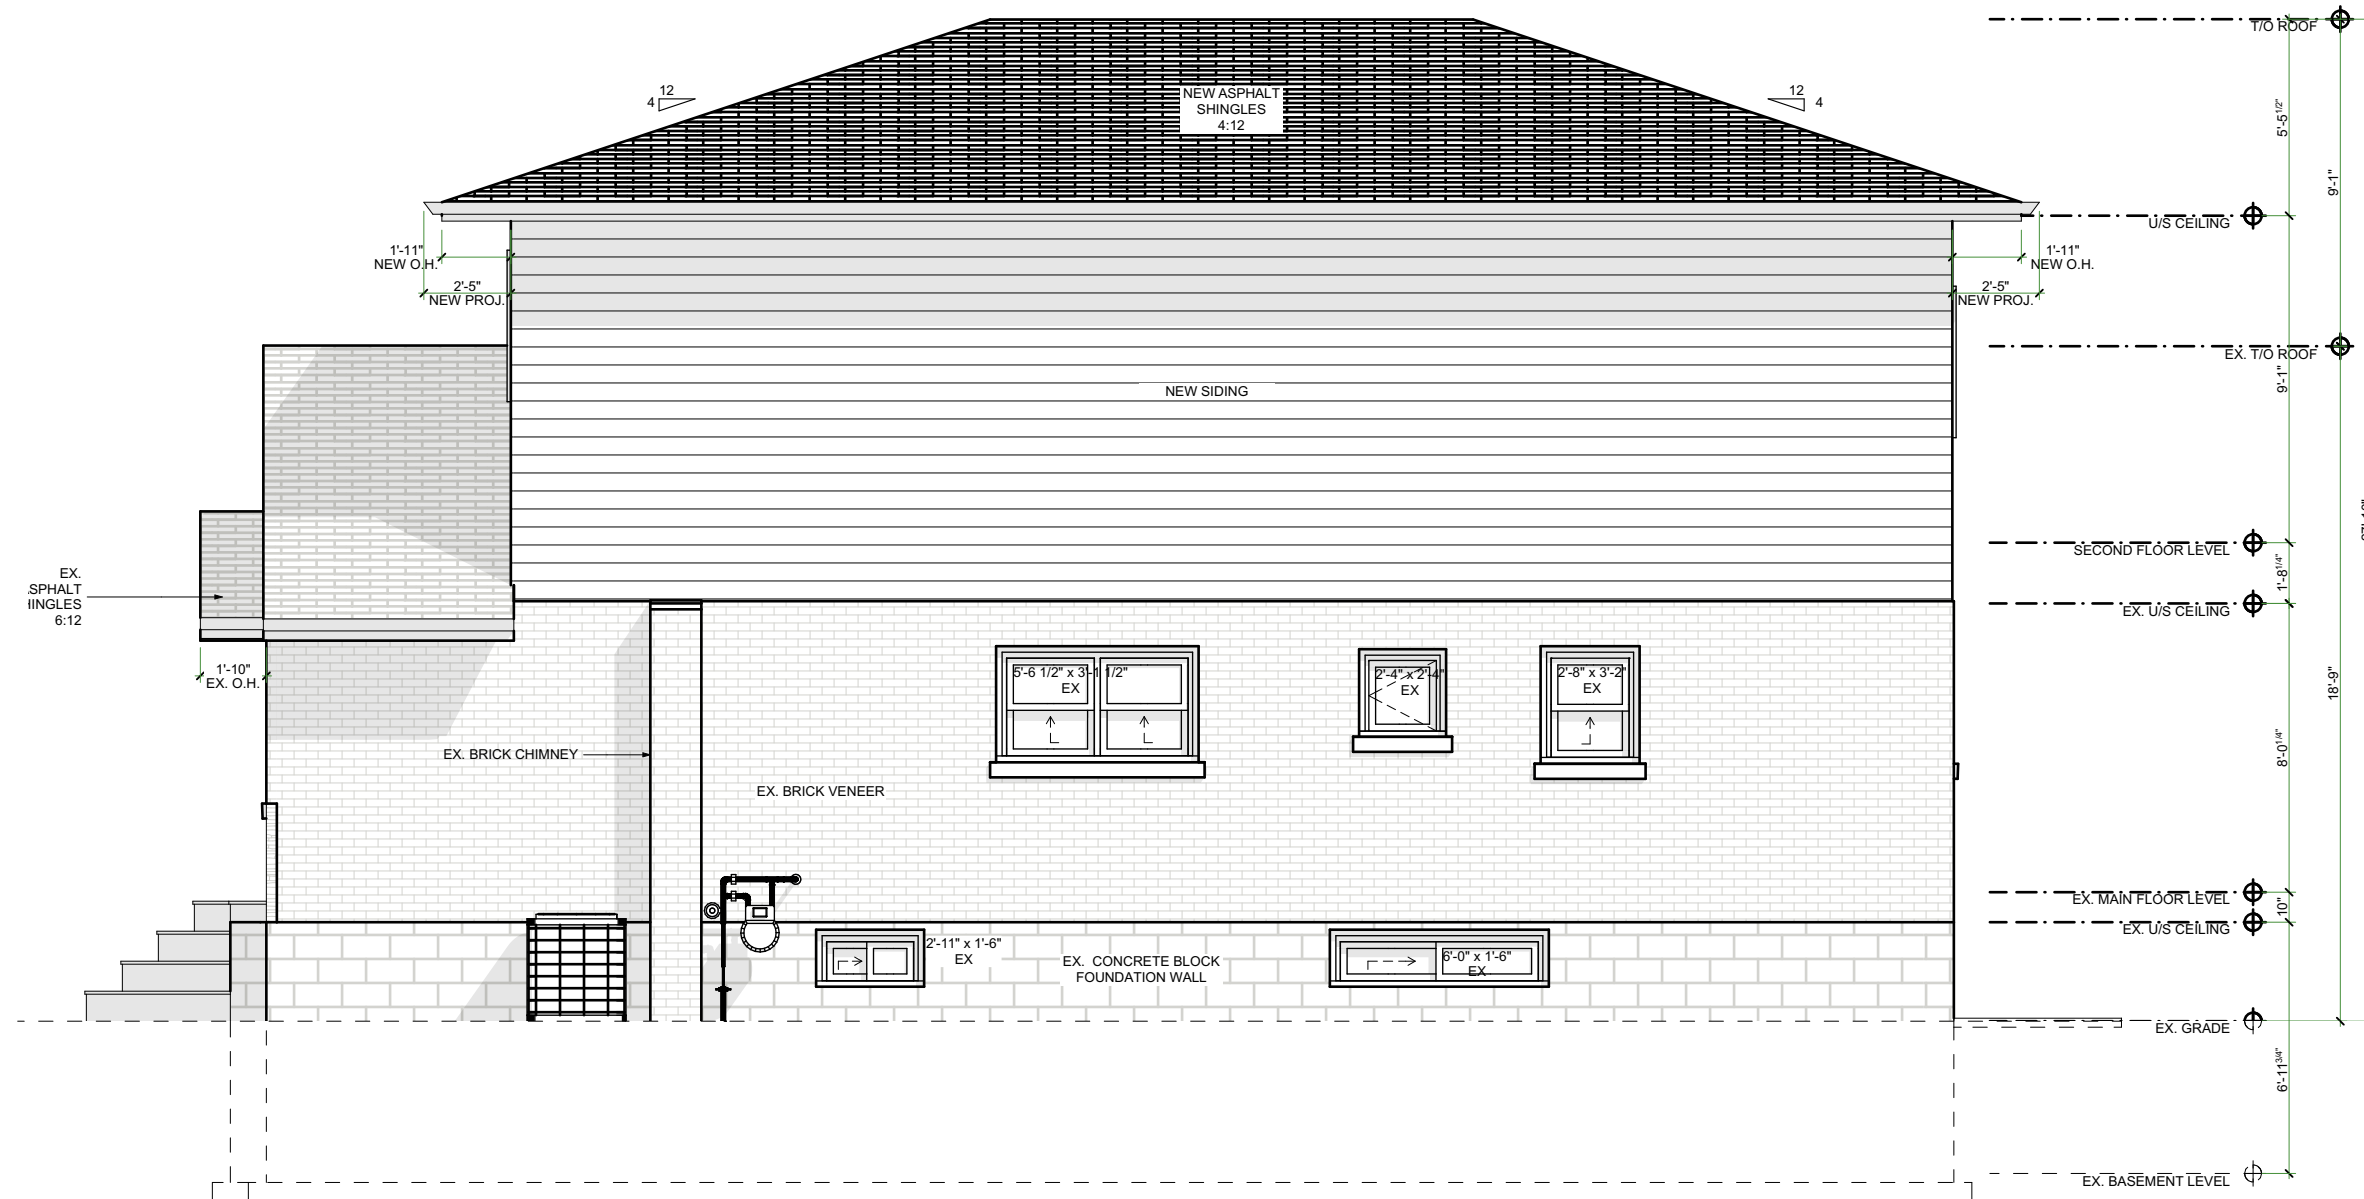 T/O ROOF
12
4
12
4
NEW ASPHALT
SHINGLES
4:12
5'-5 1/2"
9'-1"
U/S CEILING
1'-11"
NEW O.H.
2'-5"
NEW PROJ.
1'-11"
NEW O.H.
2'-5"
NEW PROJ.
EX. T/O ROOF
9'-1"
NEW SIDING
SECOND FLOOR LEVEL
1'-8 1/4"
EX. U/S CEILING
EX.
ASPHALT
HINGLES
6:12
1'-10"
EX. O.H.
5'-6 1/2" x 3'-1 1/2"
EX
2'-4" x 2'-4"
EX
2'-8" x 3'-2"
EX
18'-9"
8'-0 1/4"
EX. BRICK CHIMNEY
EX. BRICK VENEER
EX. MAIN FLOOR LEVEL
10"
EX. U/S CEILING
2'-11" x 1'-6"
EX
EX. CONCRETE BLOCK
FOUNDATION WALL
6'-0" x 1'-6"
EX
EX. GRADE
6'-11 3/4"
EX. BASEMENT LEVEL